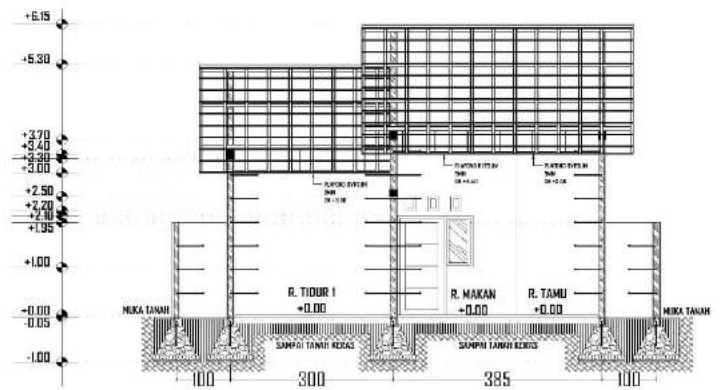 +6.15
+5.30
+3.70
+3.40
+3.30
+3.00
+2.50
+2.20
+2.10
+1.95
+1.00
+0.00
-0.05
-1.00
PLAFOND GYPSUM
9MM
PLAFOND GYPSUM
9MM
PLAFOND GYPSUM
9MM
R. TIDUR 1
+0.00
R. MAKAN
+0.00
R. TAMU
+0.00
MUKA TANAH
MUKA TANAH
SAMPAI TANAH KERAS
SAMPAI TANAH KERAS
100
300
385
100